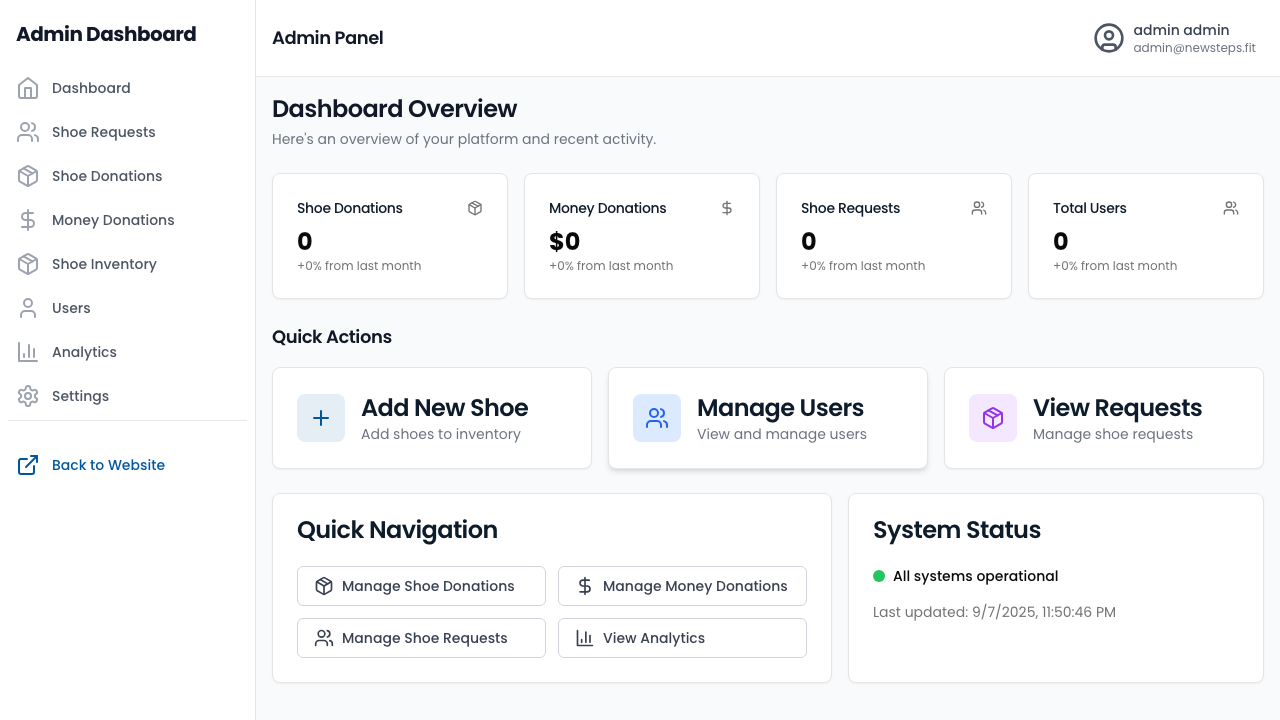 Admin Dashboard
Dashboard
Shoe Requests
Shoe Donations
Money Donations
Shoe Inventory
Users
Analytics
Settings
Back to Website
Admin Panel
admin admin
admin@newsteps.fit
Dashboard Overview
Here's an overview of your platform and recent activity.
Shoe Donations
0
+0% from last month
Money Donations
$0
+0% from last month
Shoe Requests
0
+0% from last month
Total Users
0
+0% from last month
Quick Actions
Add New Shoe
Add shoes to inventory
Manage Users
View and manage users
View Requests
Manage shoe requests
Quick Navigation
Manage Shoe Donations
Manage Money Donations
Manage Shoe Requests
View Analytics
System Status
All systems operational
Last updated: 9/7/2025, 11:50:46 PM